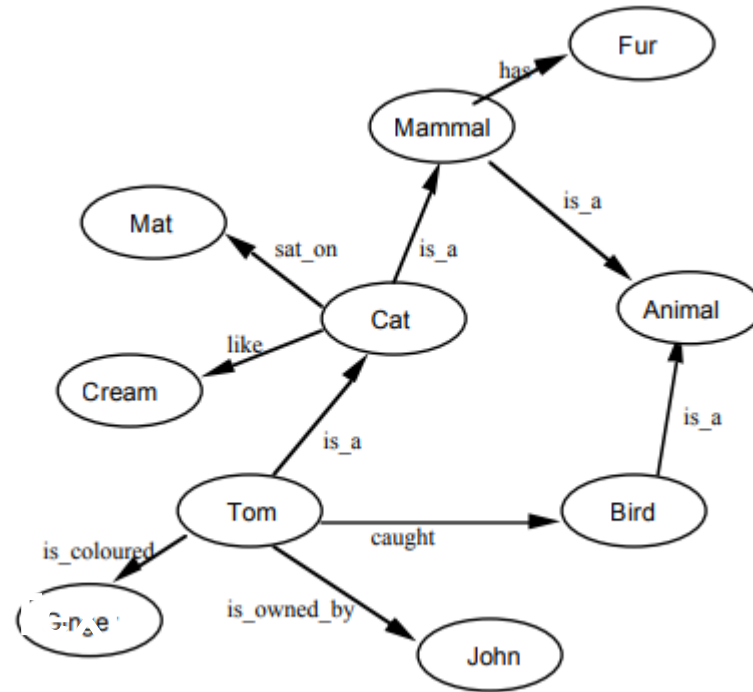 Fur
has
Mammal
is_a
Mat
sat_on
is_a
Animal
Cat
like
Cream
is_a
is_a
Tom
Bird
caught
is_coloured
is_owned_by
John